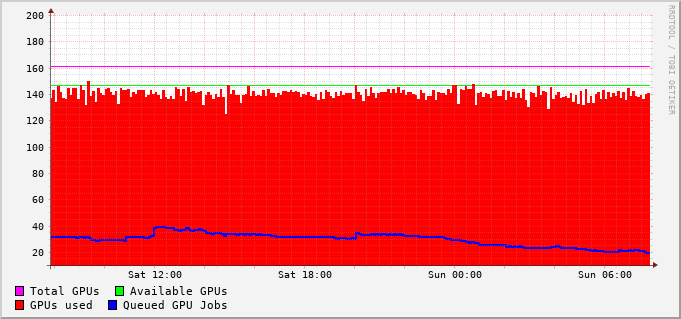 200
180
160
140
120
100
80
60
40
20
Sat 12:00 Sat 18:00 Sun 00:00 Sun 06:00
Total GPUs Available GPUs
GPUs used Queued GPU Jobs
RRDTOOL / TOBI OETIKER